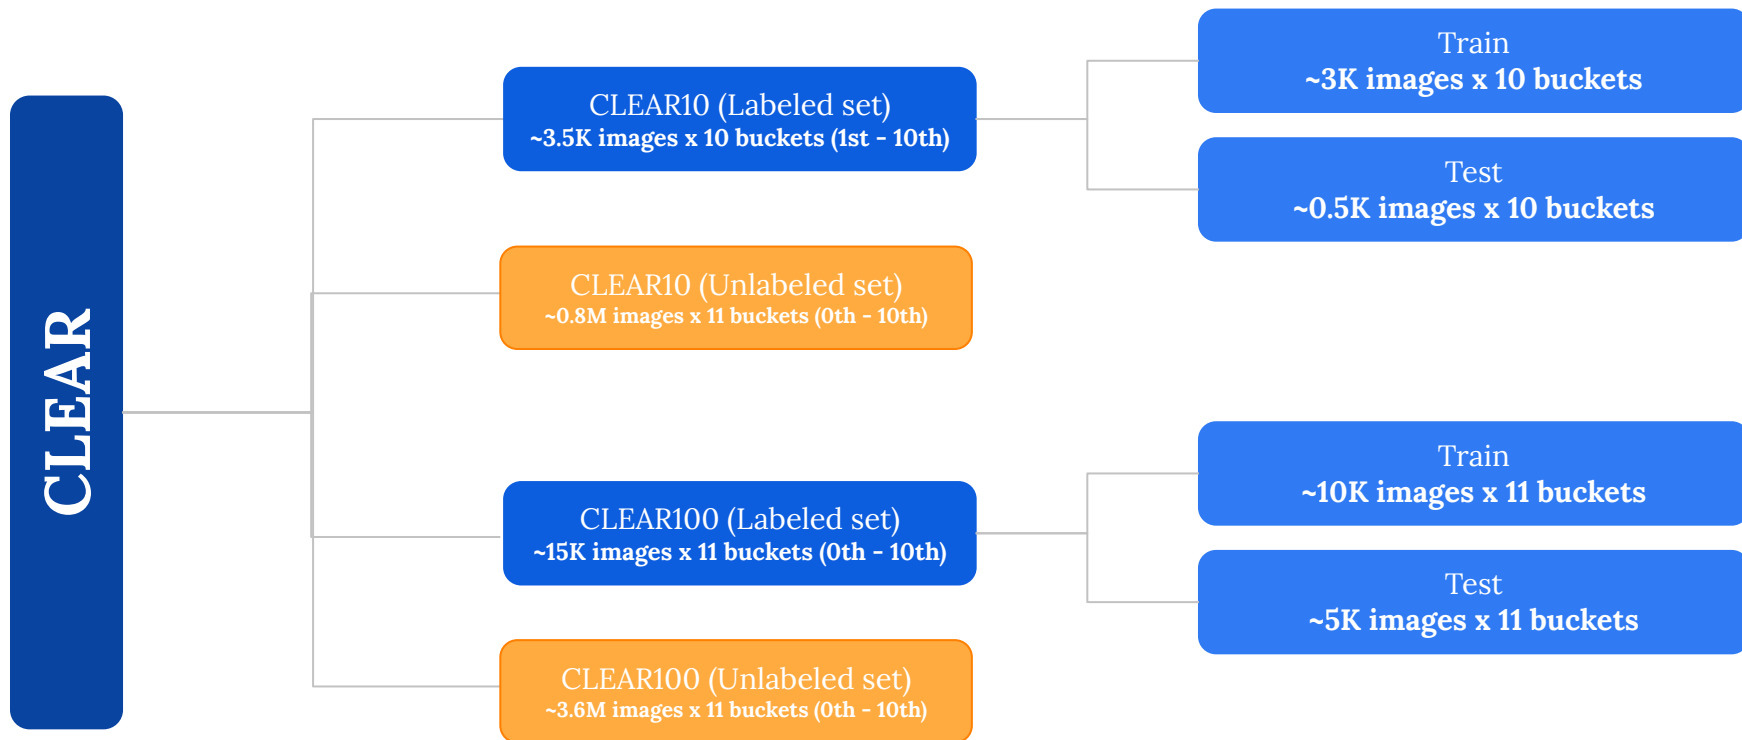 CLEAR
CLEAR10 (Labeled set)
~3.5K images x 10 buckets (1st - 10th)
Train
~3K images x 10 buckets
Test
~0.5K images x 10 buckets
CLEAR10 (Unlabeled set)
~0.8M images x 11 buckets (0th - 10th)
CLEAR100 (Labeled set)
~15K images x 11 buckets (0th - 10th)
Train
~10K images x 11 buckets
Test
~5K images x 11 buckets
CLEAR100 (Unlabeled set)
~3.6M images x 11 buckets (0th - 10th)